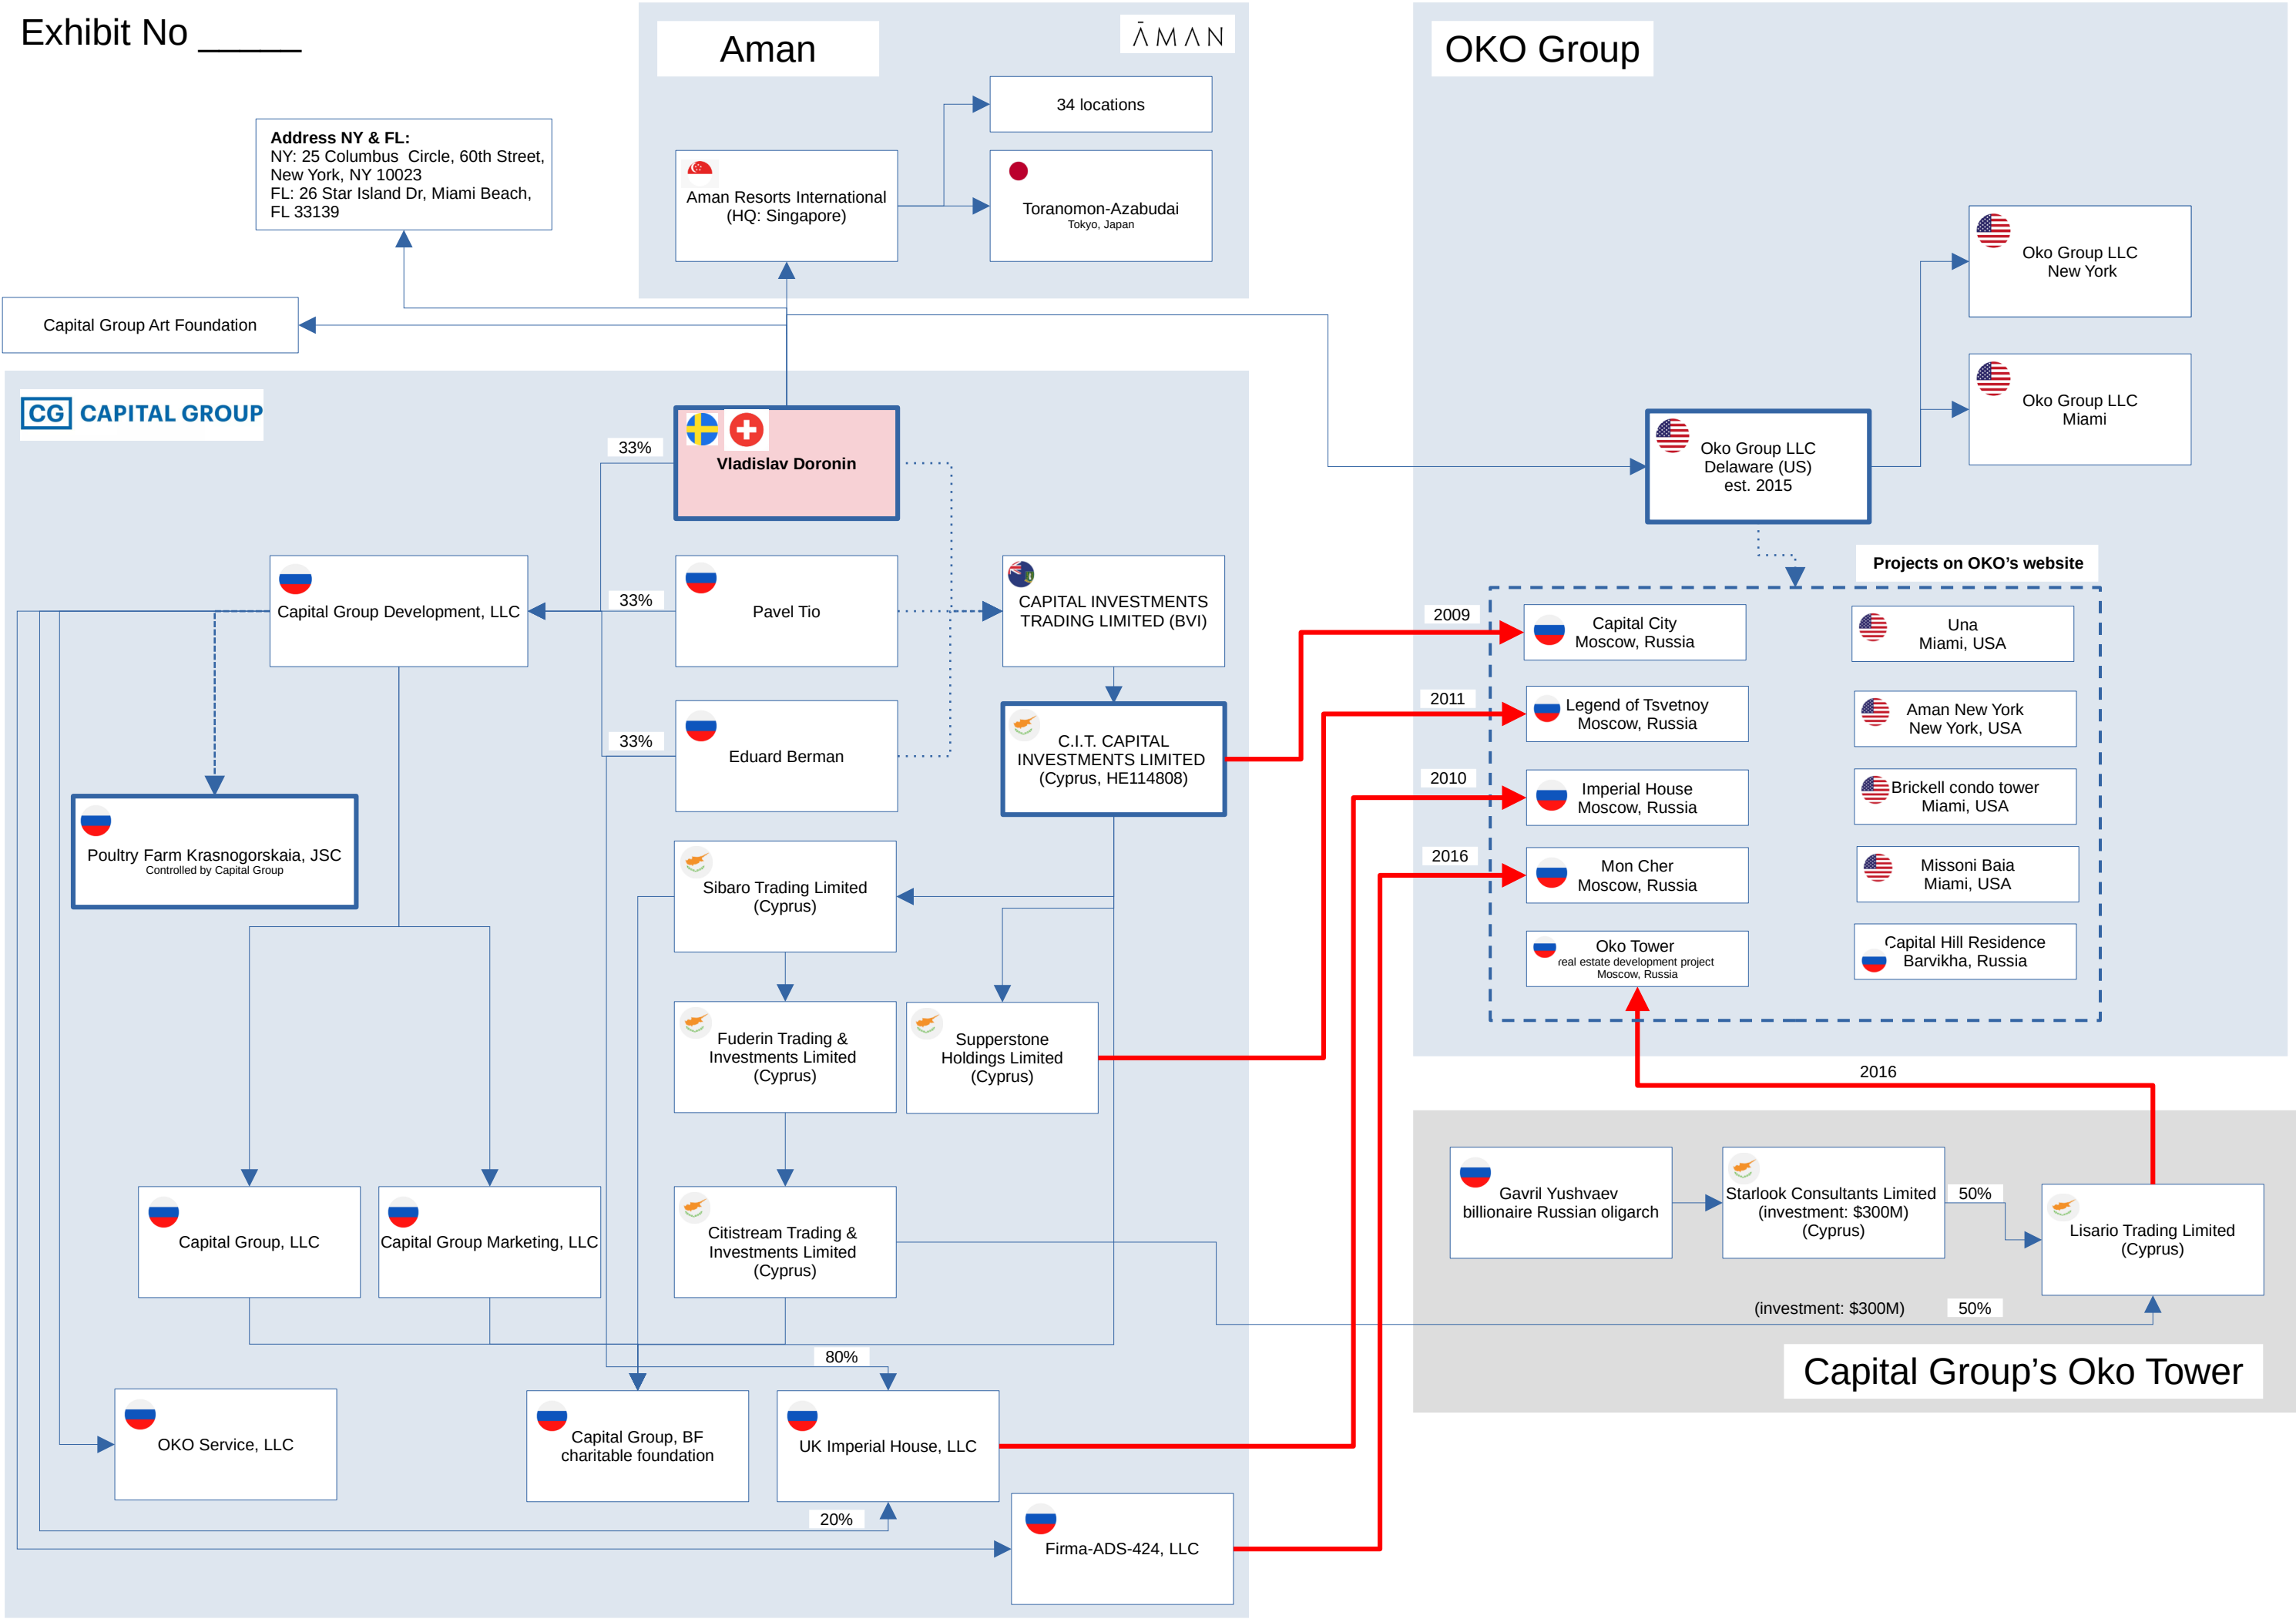 Exhibit No _____
Aman
ĀMAN
OKO Group
34 locations
Address NY & FL:
NY: 25 Columbus  Circle, 60th Street,
New York, NY 10023
FL: 26 Star Island Dr, Miami Beach,
FL 33139
Aman Resorts International
(HQ: Singapore)
Toranomon-Azabudai
Tokyo, Japan
Oko Group LLC
New York
Capital Group Art Foundation
Oko Group LLC
Miami
CG CAPITAL GROUP
33%
Vladislav Doronin
Oko Group LLC
Delaware (US)
est. 2015
Projects on OKO’s website
Capital Group Development, LLC
33%
Pavel Tio
CAPITAL INVESTMENTS
TRADING LIMITED (BVI)
2009
Capital City
Moscow, Russia
Una
Miami, USA
2011
Legend of Tsvetnoy
Moscow, Russia
Aman New York
New York, USA
33%
Eduard Berman
C.I.T. CAPITAL
INVESTMENTS LIMITED
(Cyprus, HE114808)
2010
Imperial House
Moscow, Russia
Brickell condo tower
Miami, USA
Poultry Farm Krasnogorskaia, JSC
Controlled by Capital Group
2016
Mon Cher
Moscow, Russia
Missoni Baia
Miami, USA
Sibaro Trading Limited
(Cyprus)
Oko Tower
real estate development project
Moscow, Russia
Capital Hill Residence
Barvikha, Russia
Fuderin Trading &
Investments Limited
(Cyprus)
Supperstone
Holdings Limited
(Cyprus)
2016
Gavril Yushvaev
billionaire Russian oligarch
Starlook Consultants Limited
(investment: $300M)
(Cyprus)
50%
Lisario Trading Limited
(Cyprus)
Capital Group, LLC
Capital Group Marketing, LLC
Citistream Trading &
Investments Limited
(Cyprus)
(investment: $300M)
50%
80%
Capital Group’s Oko Tower
OKO Service, LLC
Capital Group, BF
charitable foundation
UK Imperial House, LLC
20%
Firma-ADS-424, LLC